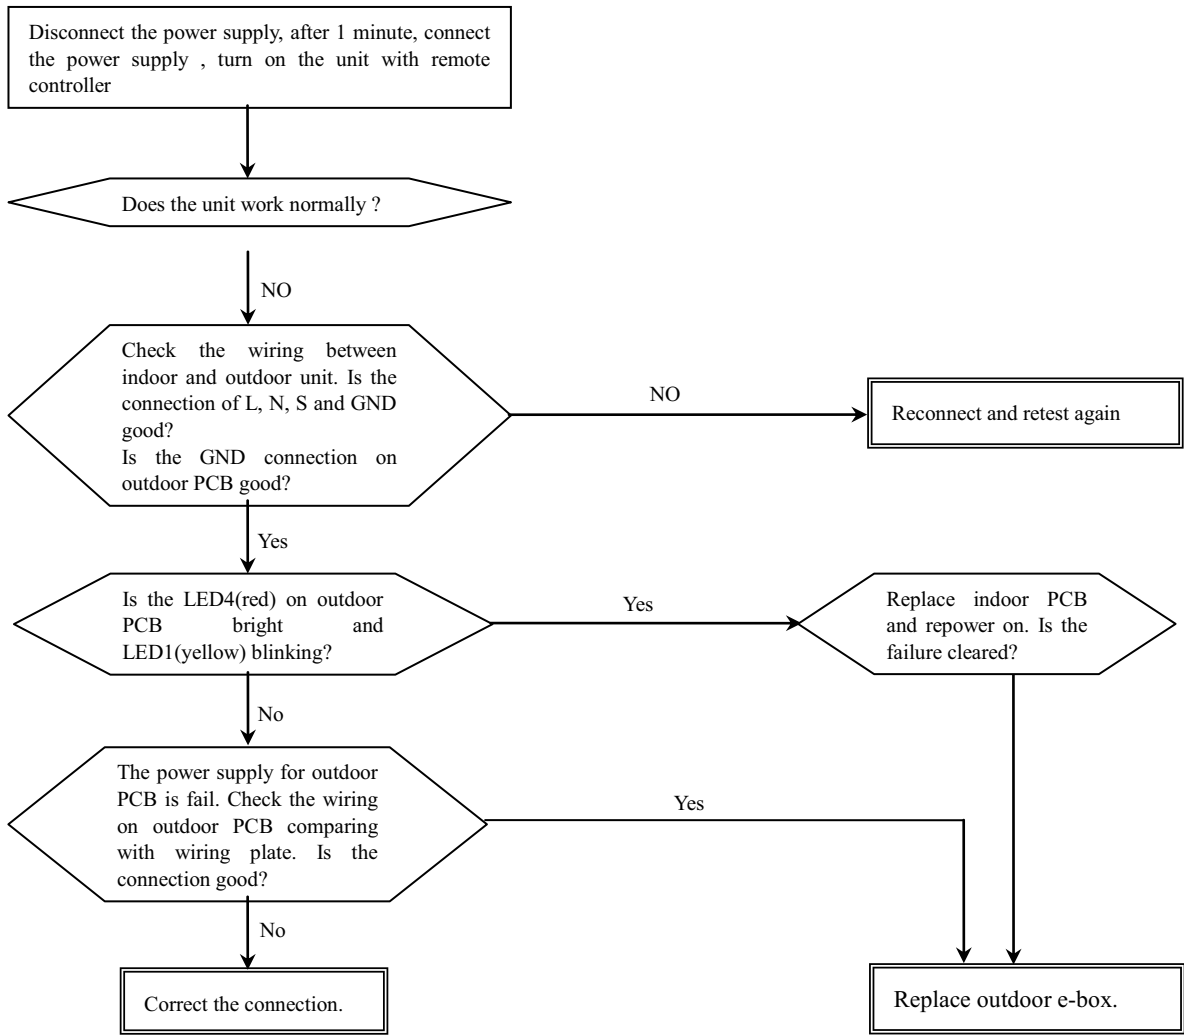 Disconnect the power supply, after 1 minute, connect
the power supply , turn on the unit with remote
controller
Does the unit work normally ?
NO
Check the wiring between
indoor and outdoor unit. Is the
connection of L, N, S and GND
good?
Is the GND connection on
outdoor PCB good?
NO
Reconnect and retest again
Yes
Is the LED4(red) on outdoor
PCB bright and
LED1(yellow) blinking?
Yes
Replace indoor PCB
and repower on. Is the
failure cleared?
No
The power supply for outdoor
PCB is fail. Check the wiring
on outdoor PCB comparing
with wiring plate. Is the
connection good?
Yes
No
Correct the connection.
Replace outdoor e-box.